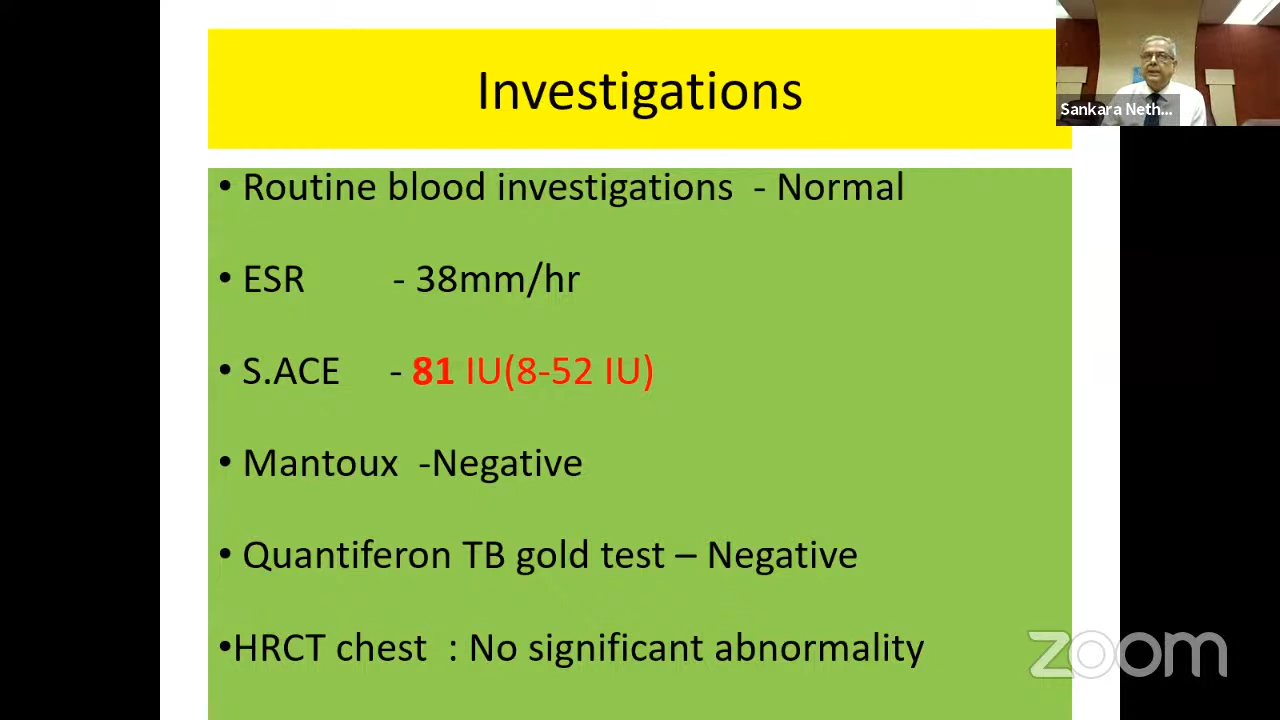 Investigations
Sankara Neth...
• Routine blood investigations - Normal
• ESR - 38mm/hr
• S.ACE - 81 IU(8-52 IU)
• Mantoux -Negative
• Quantiferon TB gold test – Negative
•HRCT chest : No significant abnormality
zoom